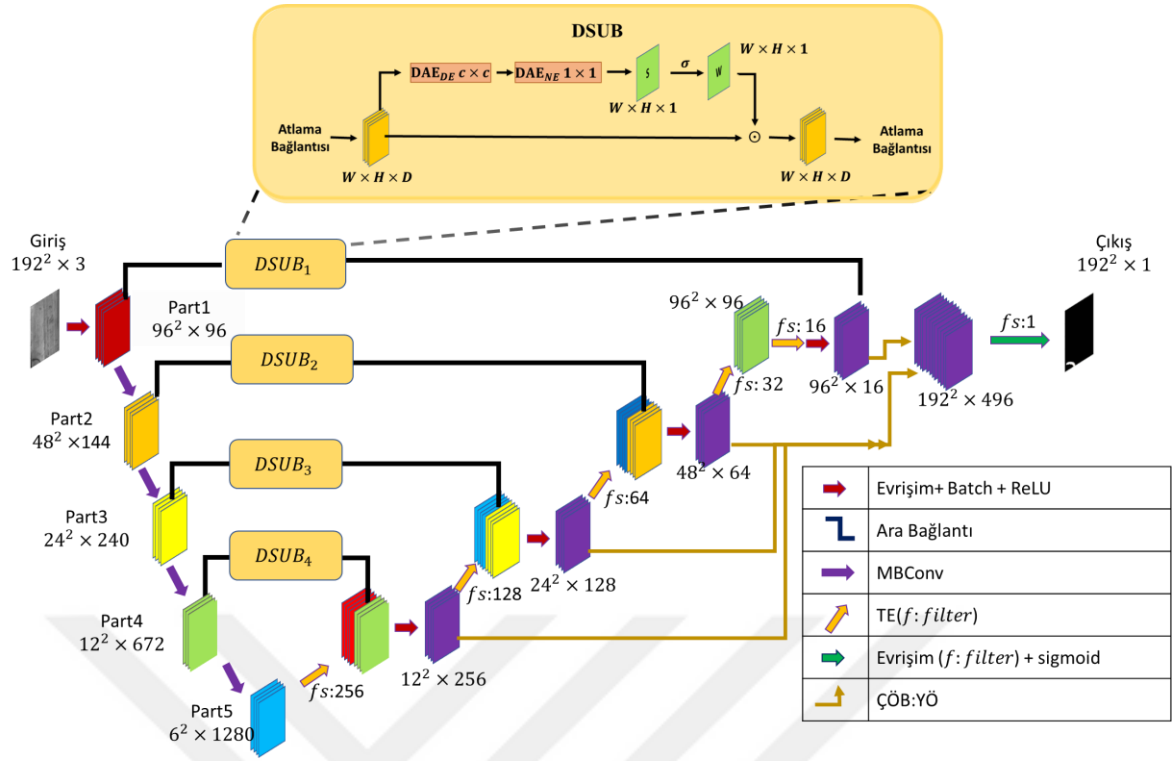 DSUB
DAE_DE c × c
DAE_NE 1 × 1
S
σ
W
W × H × 1
W × H × 1
Atlama
Bağlantısı
⊙
Atlama
Bağlantısı
W × H × D
W × H × D
Giriş
192² × 3
DSUB₁
Çıkış
192² × 1
Part1
96² × 96
96² × 96
fs: 16
fs:1
DSUB₂
fs: 32
96² × 16
192² × 496
Part2
48² ×144
DSUB₃
48² × 64
fs:64
Part3
24² × 240
DSUB₄
fs:128
24² × 128
Part4
12² × 672
12² × 256
fs:256
Part5
6² × 1280
Evrişim+ Batch + ReLU
Ara Bağlantı
MBConv
TE(f: filter)
Evrişim (f: filter) + sigmoid
ÇÖB:YÖ